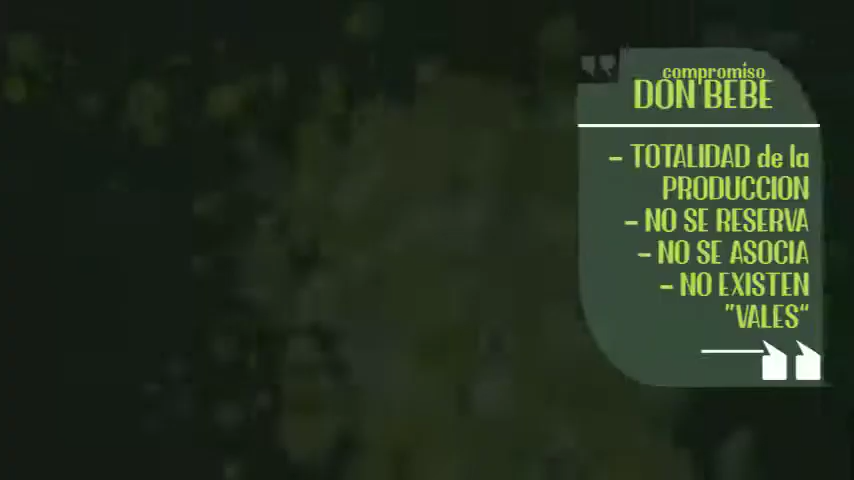 compromiso
DON BEBE
- TOTALIDAD de la
PRODUCCION
- NO SE RESERVA
- NO SE ASOCIA
- NO EXISTEN
"VALES"